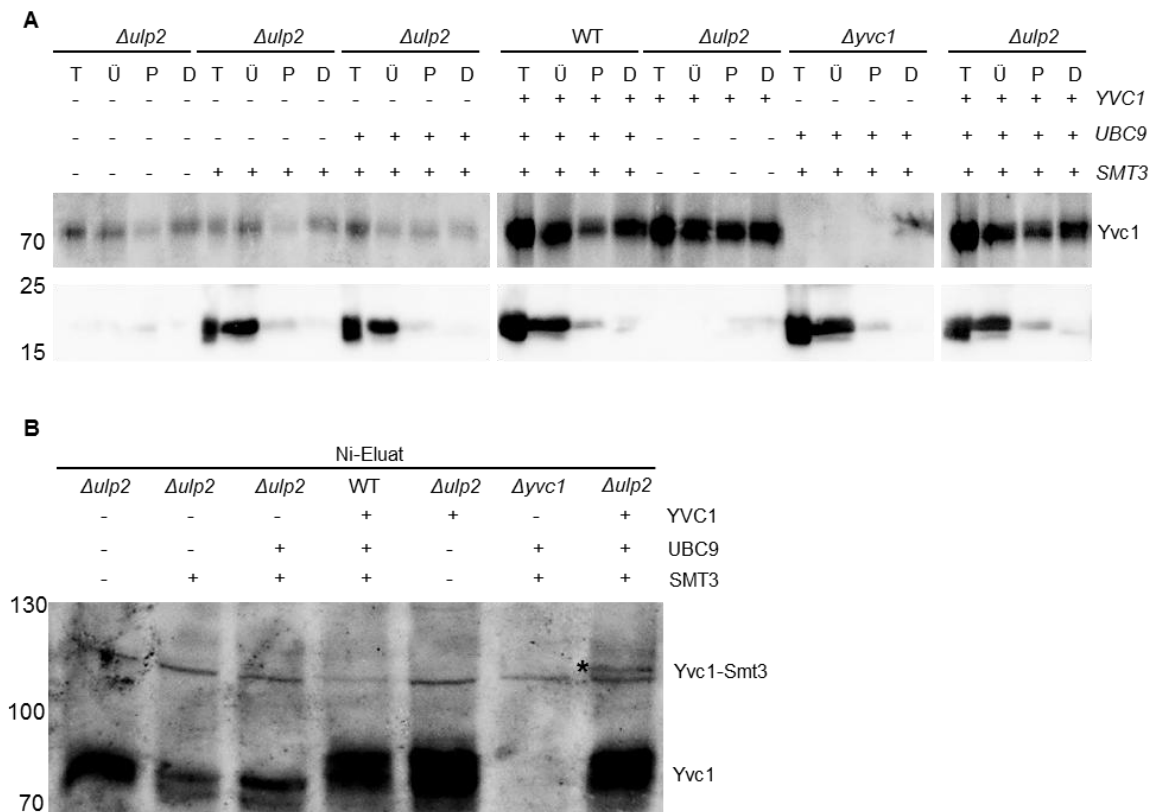 A
Δulp2 Δulp2 Δulp2 WT Δulp2 Δyvc1 Δulp2
T Ü P D T Ü P D T Ü P D T Ü P D T Ü P D T Ü P D T Ü P D
- - - - - - - - - - - - + + + + + + + + - - - - + + + + YVC1
- - - - - - - - + + + + + + + + - - - - + + + + + + + + UBC9
- - - - + + + + + + + + + + + + - - - - + + + + + + + + SMT3
70 Yvc1
25
15
B
Ni-Eluat
Δulp2 Δulp2 Δulp2 WT Δulp2 Δyvc1 Δulp2
- - - + + - + YVC1
- - + + - + + UBC9
- + + + - + + SMT3
130
* Yvc1-Smt3
100
Yvc1
70